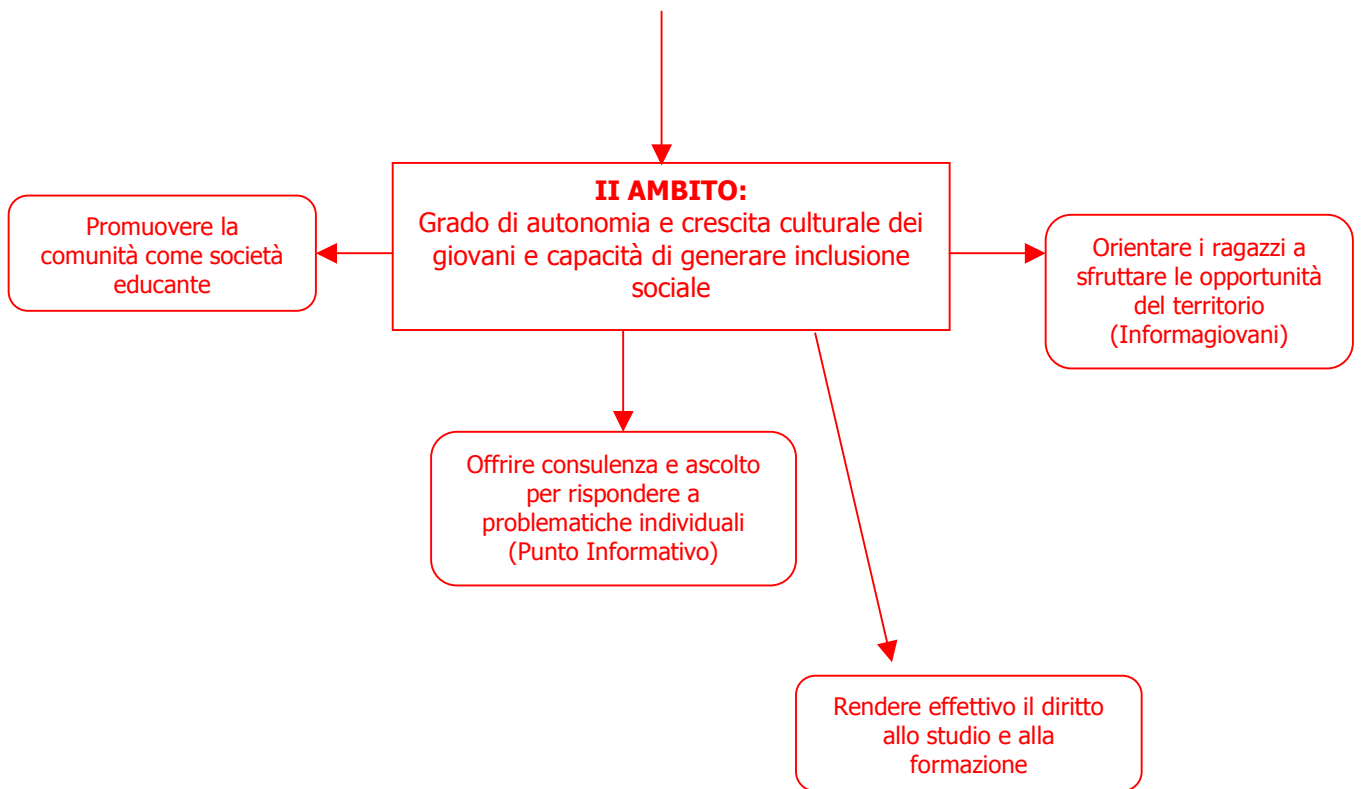 II AMBITO:
Grado di autonomia e crescita culturale dei
giovani e capacità di generare inclusione
sociale
Promuovere la
comunità come società
educante
Orientare i ragazzi a
sfruttare le opportunità
del territorio
(Informagiovani)
Offrire consulenza e ascolto
per rispondere a
problematiche individuali
(Punto Informativo)
Rendere effettivo il diritto
allo studio e alla
formazione